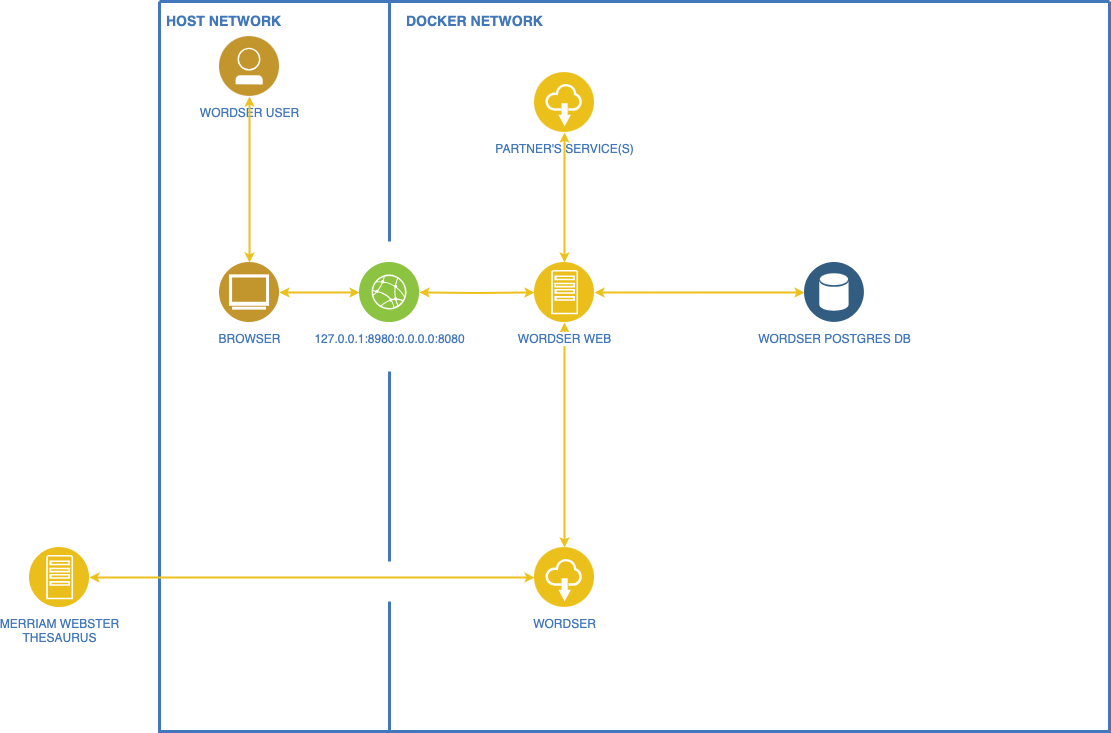 HOST NETWORK
DOCKER NETWORK
WORDSER USER
PARTNER'S SERVICE(S)
BROWSER
127.0.0.1:8980:0.0.0.0:8080
WORDSER WEB
WORDSER POSTGRES DB
MERRIAM WEBSTER
THESAURUS
WORDSER